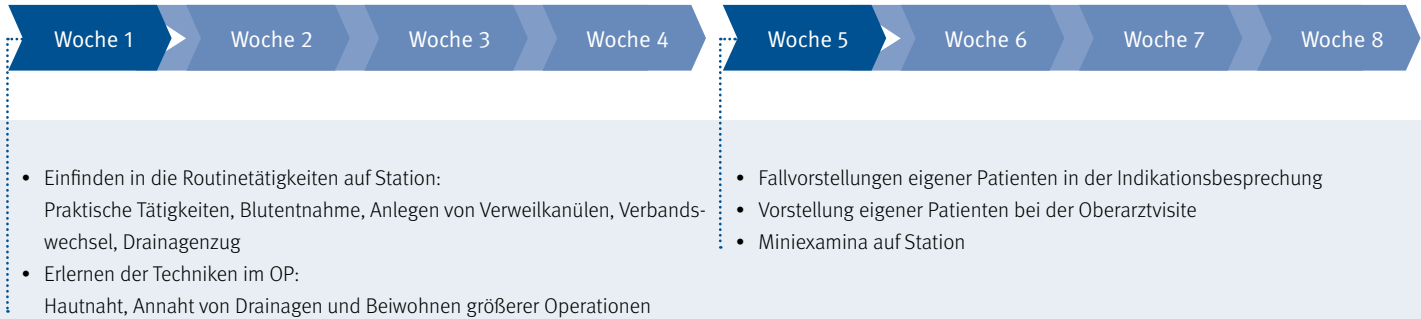 Woche 1 Woche 2 Woche 3 Woche 4 Woche 5 Woche 6 Woche 7 Woche 8
• Einfinden in die Routinetätigkeiten auf Station:
Praktische Tätigkeiten, Blutentnahme, Anlegen von Verweilkanülen, Verbands-
wechsel, Drainagenzug
• Erlernen der Techniken im OP:
Hautnaht, Annaht von Drainagen und Beiwohnen größerer Operationen
• Fallvorstellungen eigener Patienten in der Indikationsbesprechung
• Vorstellung eigener Patienten bei der Oberarztvisite
• Miniexamina auf Station